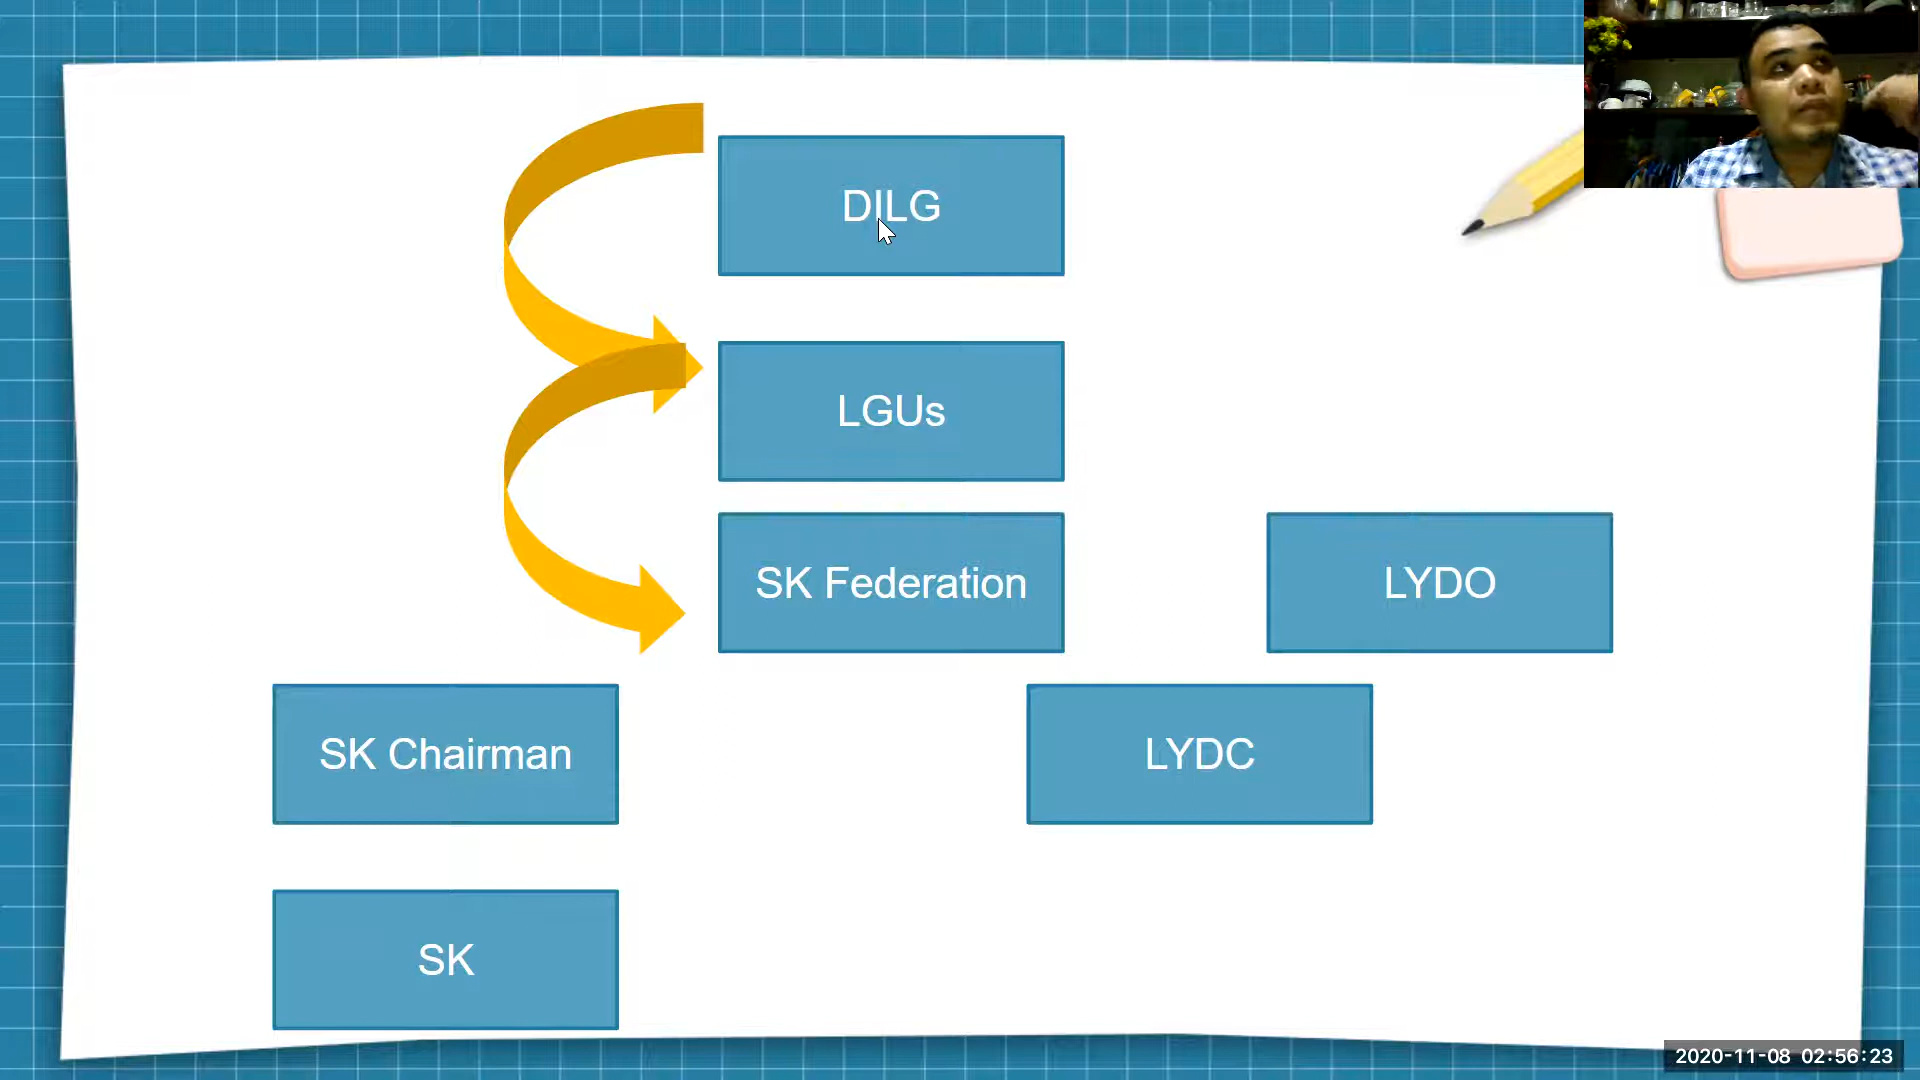 DILG
LGUs
SK Federation
LYDO
SK Chairman
LYDC
SK
2020-11-08 02:56:23